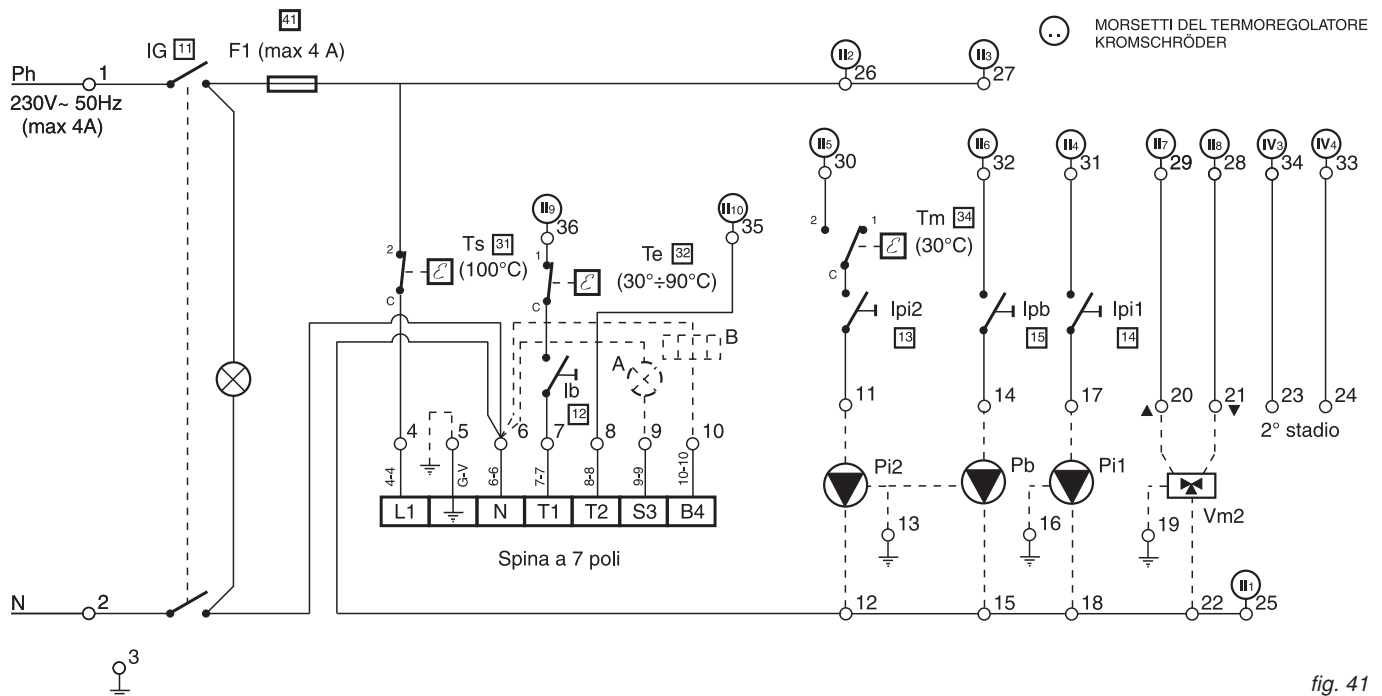 41
MORSETTI DEL TERMOREGOLATORE
KROMSCHRÖDER
..
IG 11 F1 (max 4 A)
II2 II3
Ph 1 26 27
230V~ 50Hz
(max 4A)
II5 II6 II4 II7 II8 IV3 IV4
30 32 31 29 28 34 33
II9 II10
36 35
2 1 Tm 34
(30°C)
C
2 Ts 31
(100°C)
C
1 Te 32
(30°÷90°C)
C
Ipi2 Ipb Ipi1
13 15 14
A B
Ib
12
11 14 17 20 21 23 24
▲ ▼
2° stadio
4 5 6 7 8 9 10
4-4 G-V 6-6 7-7 8-8 9-9 10-10
Pi2 Pb Pi1
L1 N T1 T2 S3 B4
Vm2
13 16 19
Spina a 7 poli
II1
N 2 12 15 18 22 25
3
fig. 41